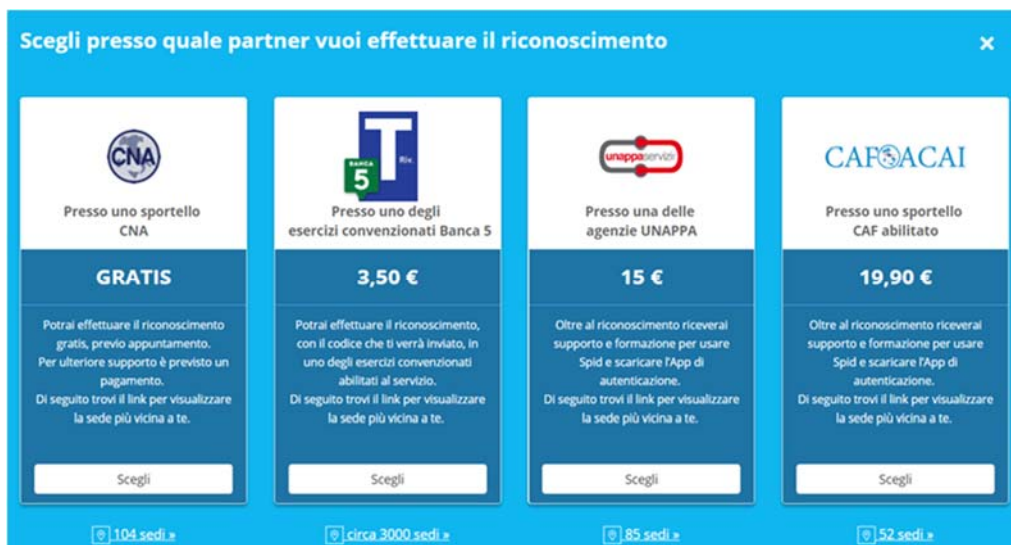 Scegli presso quale partner vuoi effettuare il riconoscimento
×
CNA
Presso uno sportello
CNA
GRATIS
Potrai effettuare il riconoscimento
gratis, previo appuntamento.
Per ulteriore supporto è previsto un
pagamento.
Di seguito trovi il link per visualizzare
la sede più vicina a te.
Scegli
104 sedi »
T
Riv.
BANCA
5
Presso uno degli
esercizi convenzionati Banca 5
3,50 €
Potrai effettuare il riconoscimento,
con il codice che ti verrà inviato, in
uno degli esercizi convenzionati
abilitati al servizio.
Di seguito trovi il link per visualizzare
la sede più vicina a te.
Scegli
circa 3000 sedi »
unappaservizi
Presso una delle
agenzie UNAPPA
15 €
Oltre al riconoscimento riceverai
supporto e formazione per usare
Spid e scaricare l'App di
autenticazione.
Di seguito trovi il link per visualizzare
la sede più vicina a te.
Scegli
85 sedi »
CAF ACAI
Presso uno sportello
CAF abilitato
19,90 €
Oltre al riconoscimento riceverai
supporto e formazione per usare
Spid e scaricare l'App di
autenticazione.
Di seguito trovi il link per visualizzare
la sede più vicina a te.
Scegli
52 sedi »